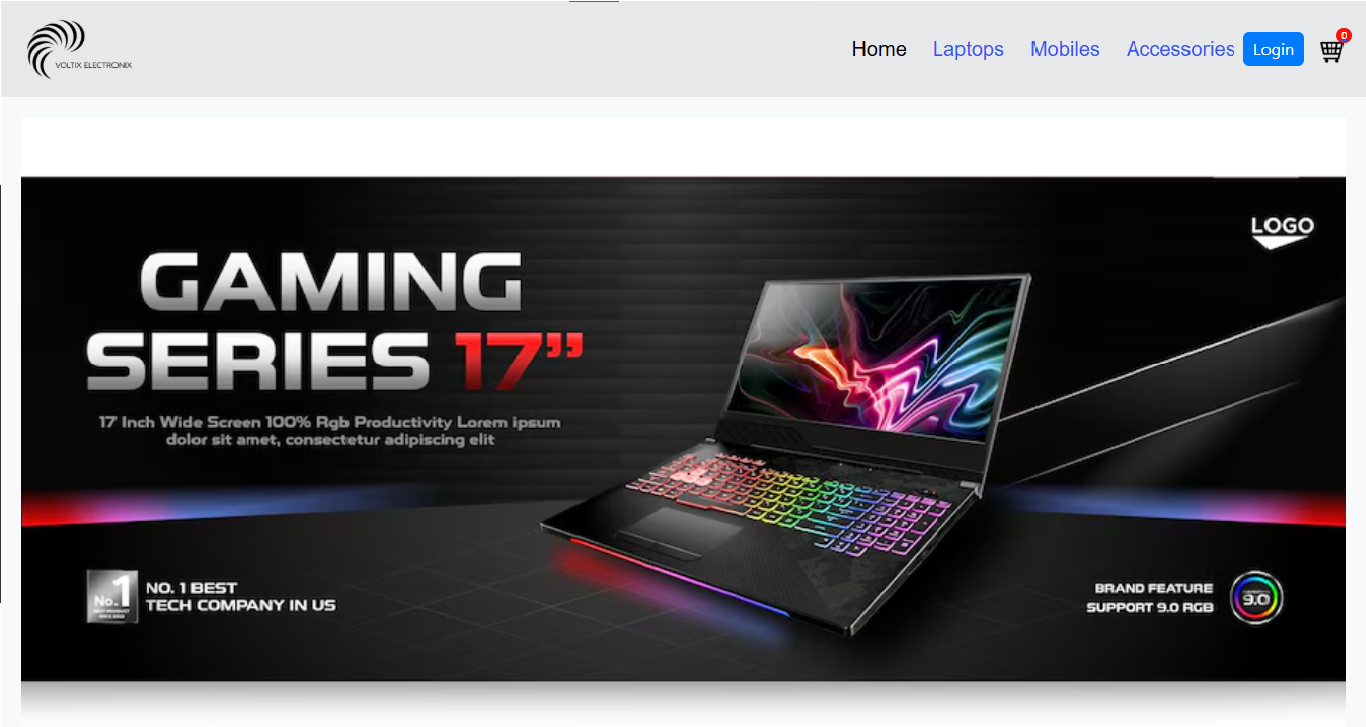 VOLTIX ELECTRONIX
Home Laptops Mobiles Accessories Login 0
LOGO
GAMING
SERIES 17”
17' Inch Wide Screen 100% Rgb Productivity Lorem ipsum
dolor sit amet, consectetur adipiscing elit
No. 1
NO. 1 BEST
TECH COMPANY IN US
BRAND FEATURE
SUPPORT 9.0 RGB
9.0